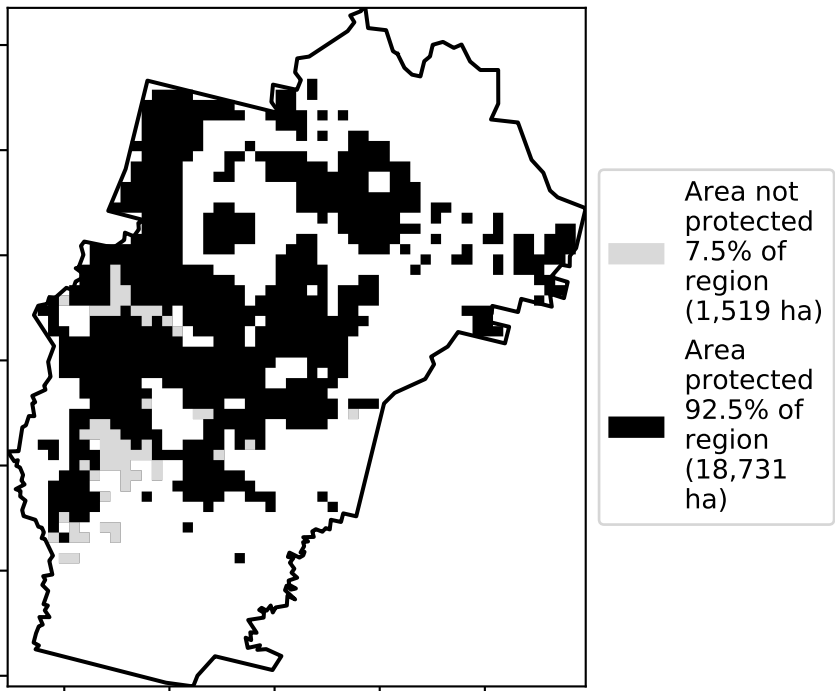 Area not
protected
7.5% of
region
(1,519 ha)
Area
protected
92.5% of
region
(18,731
ha)